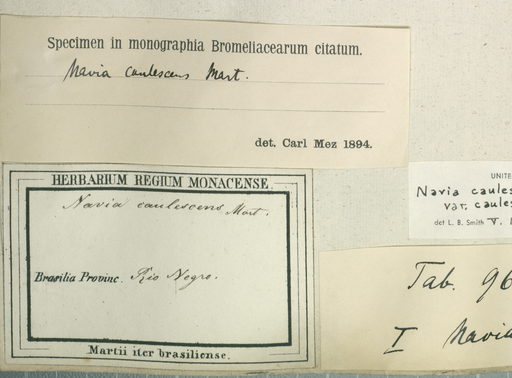 Specimen in monographia Bromeliacearum citatum.
Navia caulescens Mart.
det. Carl Mez 1894.
HERBARIUM REGIUM MONACENSE.
Navia caulescens Mart.
Brasilia Provinc. Rio Negro.
Martii iter brasiliense.
UNITE
Navia caules
var. caules
det L. B. Smith V.
Tab. 96
I Navia